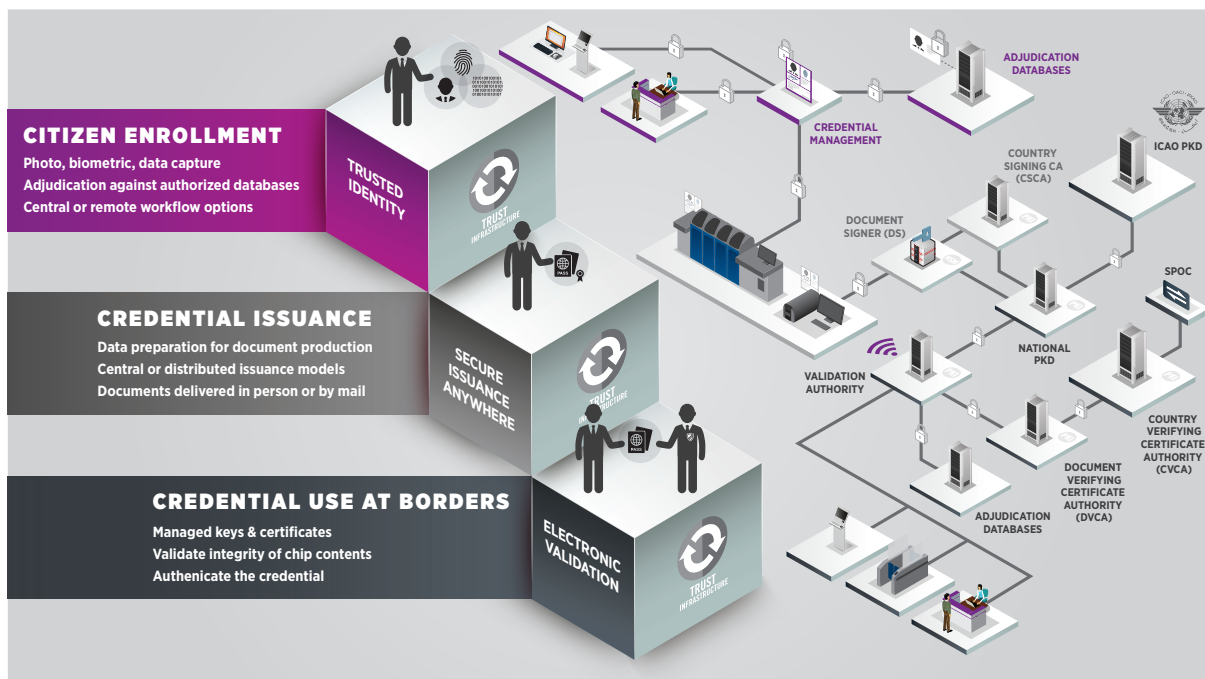 CITIZEN ENROLLMENT
Photo, biometric, data capture
Adjudication against authorized databases
Central or remote workflow options
TRUSTED
IDENTITY
TRUST
INFRASTRUCTURE
CREDENTIAL ISSUANCE
Data preparation for document production
Central or distributed issuance models
Documents delivered in person or by mail
SECURE
ISSUANCE
ANYWHERE
TRUST
INFRASTRUCTURE
PASS
CREDENTIAL USE AT BORDERS
Managed keys & certificates
Validate integrity of chip contents
Authenicate the credential
ELECTRONIC
VALIDATION
TRUST
INFRASTRUCTURE
PASS
ADJUDICATION
DATABASES
CREDENTIAL
MANAGEMENT
ICAO PKD
COUNTRY
SIGNING CA
(CSCA)
DOCUMENT
SIGNER (DS)
SPOC
NATIONAL
PKD
VALIDATION
AUTHORITY
COUNTRY
VERIFYING
CERTIFICATE
AUTHORITY
(CVCA)
DOCUMENT
VERIFYING
CERTIFICATE
AUTHORITY
(DVCA)
ADJUDICATION
DATABASES